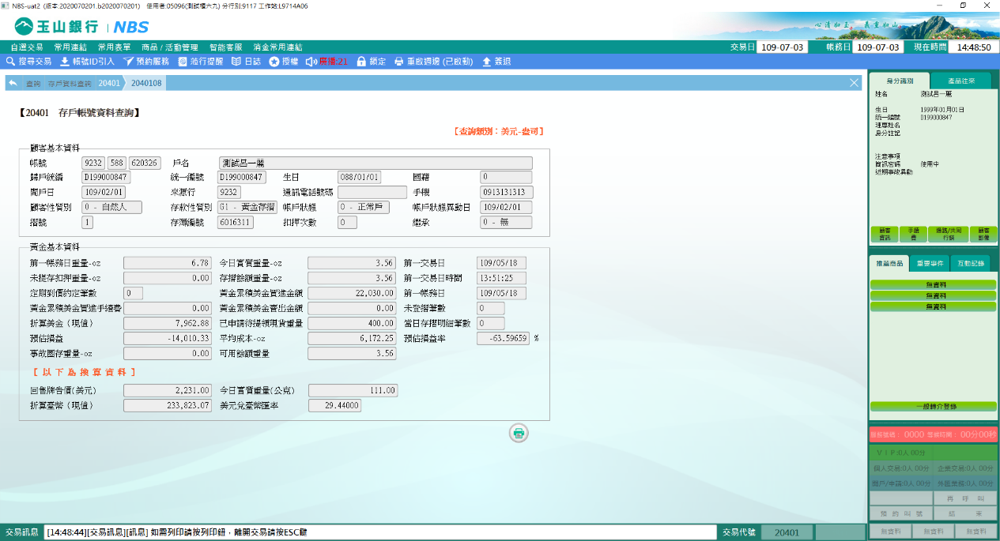 NBS-uat2 (版本:2020070201.b2020070201) 使用者:05096(測試櫃六九) 分行別:9117 工作站:L9714A06
玉山銀行 NBS 心清如玉。義重如山。
自選交易 常用連結 常用表單 商品 / 活動管理 智能客服 消金常用連結 交易日 109-07-03 帳務日 109-07-03 現在時間 14:48:50
搜尋交易 帳號ID引入 預約服務 流行提醒 日誌 授權 廣播:21 鎖定 重啟週邊 (已啟動) 簽退
查詢 存戶資料查詢 20401 2040108
【20401 存戶帳號資料查詢】
【查詢類別：美元-盎司】
顧客基本資料
帳號 9232 588 620326 戶名 測試呂一麗
歸戶統編 D199000847 統一編號 D199000847 生日 088/01/01 國籍 0
開戶日 109/02/01 來源行 9232 通訊電話號碼 手機 0913131313
顧客性質別 0 - 自然人 存款性質別 G1 - 黃金存摺 帳戶狀態 0 - 正常戶 帳戶狀態異動日 109/02/01
摺號 1 存簿編號 6016311 扣押次數 0 繼承 0 - 無
黃金基本資料
前一帳務日重量-oz 6.78 今日實質重量-oz 3.56 前一交易日 109/05/18
未提存扣押重量-oz 0.00 存摺餘額重量-oz 3.56 前一交易日時間 13:51:25
定期到價約定筆數 0 黃金累積美金買進金額 22,030.00 前一帳務日 109/05/18
黃金累積美金買進手續費 0.00 黃金累積美金賣出金額 0.00 未登摺筆數 0
折算美金（現值） 7,962.88 已申請待提領現貨重量 400.00 當日存摺明細筆數 0
預估損益 -14,010.33 平均成本-oz 6,172.25 預估損益率 -63.59659 %
事故圈存重量-oz 0.00 可用餘額重量 3.56
【 以 下 為 換 算 資 料 】
回售牌告價(美元) 2,231.00 今日實質重量(公克) 111.00
折算臺幣（現值） 233,823.07 美元兌臺幣匯率 29.44000
身分識別 產品往來
姓名 測試呂一麗
生日 1999年01月01日
統一編號 D199000847
理專姓名
身分註記
注意事項
簡訊密碼 使用中
近期事故異動
顧客資訊 手續費 通路/共同行銷 顧客影像
推薦商品 重要事件 互動記錄
無資料
無資料
無資料
一般轉介登錄
服務號碼： 0000 等候時間： 00分00秒
V I P:0人 00分
個人交易:0人 00分 企業交易:0人 00分
開戶/申請:0人 00分 外匯業務:0人 00分
再 呼 叫
預 約 叫 號 結 束
無資料 無資料 無資料
交易訊息 [14:48:44][交易訊息][訊息] 如需列印請按列印鈕，離開交易請按ESC鍵 交易代號 20401